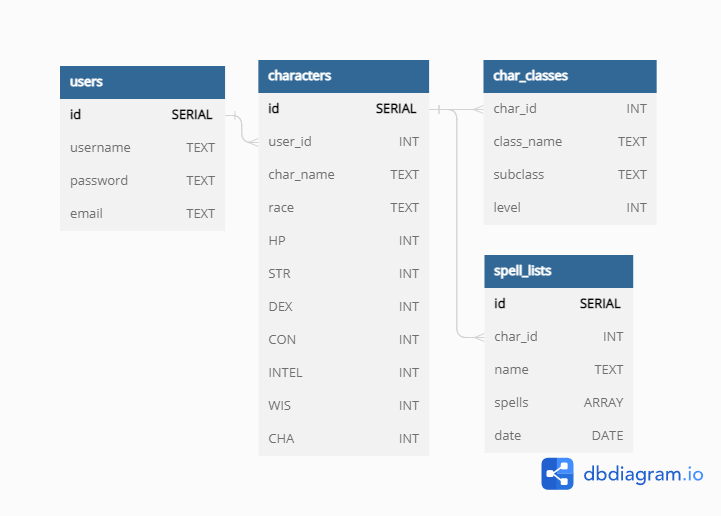 users
id SERIAL
username TEXT
password TEXT
email TEXT
characters
id SERIAL
user_id INT
char_name TEXT
race TEXT
HP INT
STR INT
DEX INT
CON INT
INTEL INT
WIS INT
CHA INT
char_classes
char_id INT
class_name TEXT
subclass TEXT
level INT
spell_lists
id SERIAL
char_id INT
name TEXT
spells ARRAY
date DATE
dbdiagram.io